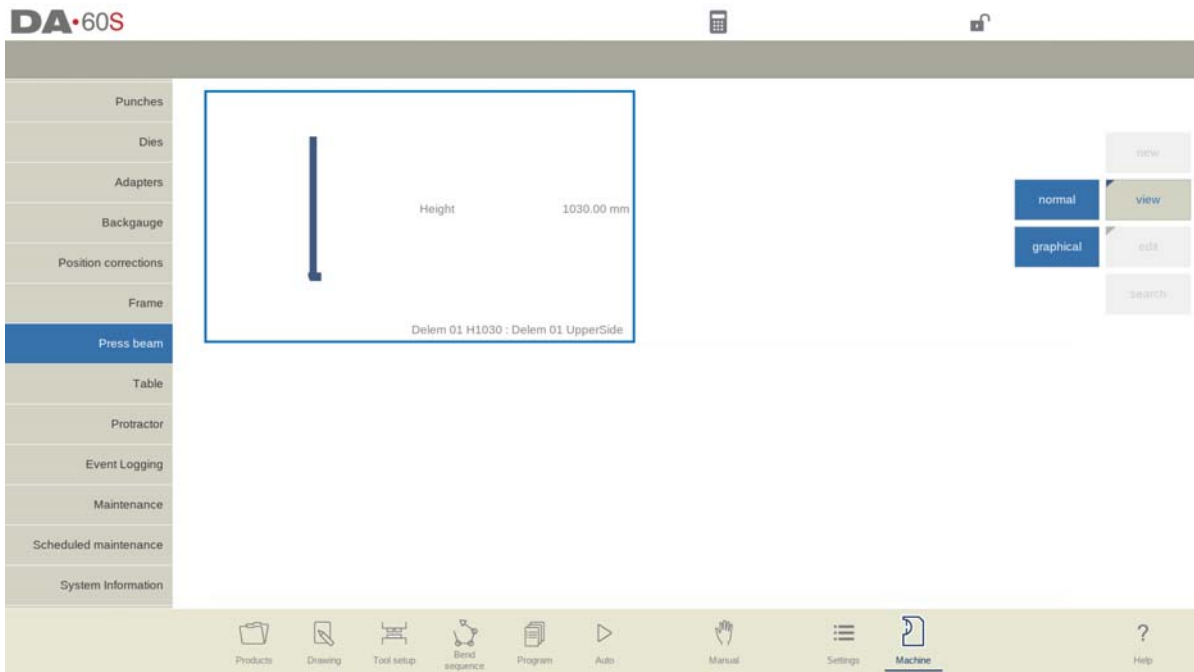 DA•60S
Punches
Dies
Adapters
Backgauge
Position corrections
Frame
Press beam
Table
Protractor
Event Logging
Maintenance
Scheduled maintenance
System Information
Height 1030.00 mm
Delem 01 H1030 : Delem 01 UpperSide
new
normal view
graphical edit
search
Products
Drawing
Tool setup
Bend
sequence
Program
Auto
Manual
Settings
Machine
?
Help